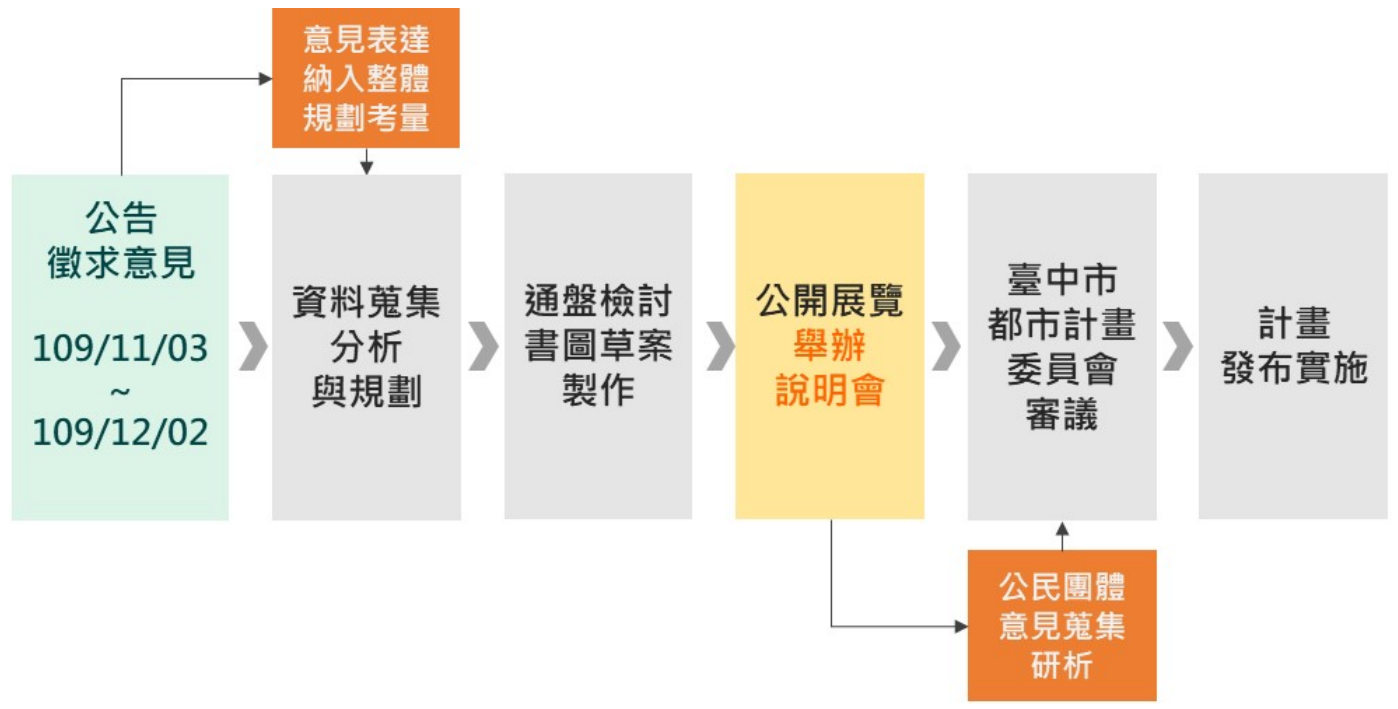 意見表達
納入整體
規劃考量
公告
徵求意見
109/11/03
~
109/12/02
資料蒐集
分析
與規劃
通盤檢討
書圖草案
製作
公開展覽
舉辦
說明會
臺中市
都市計畫
委員會
審議
計畫
發布實施
公民團體
意見蒐集
研析